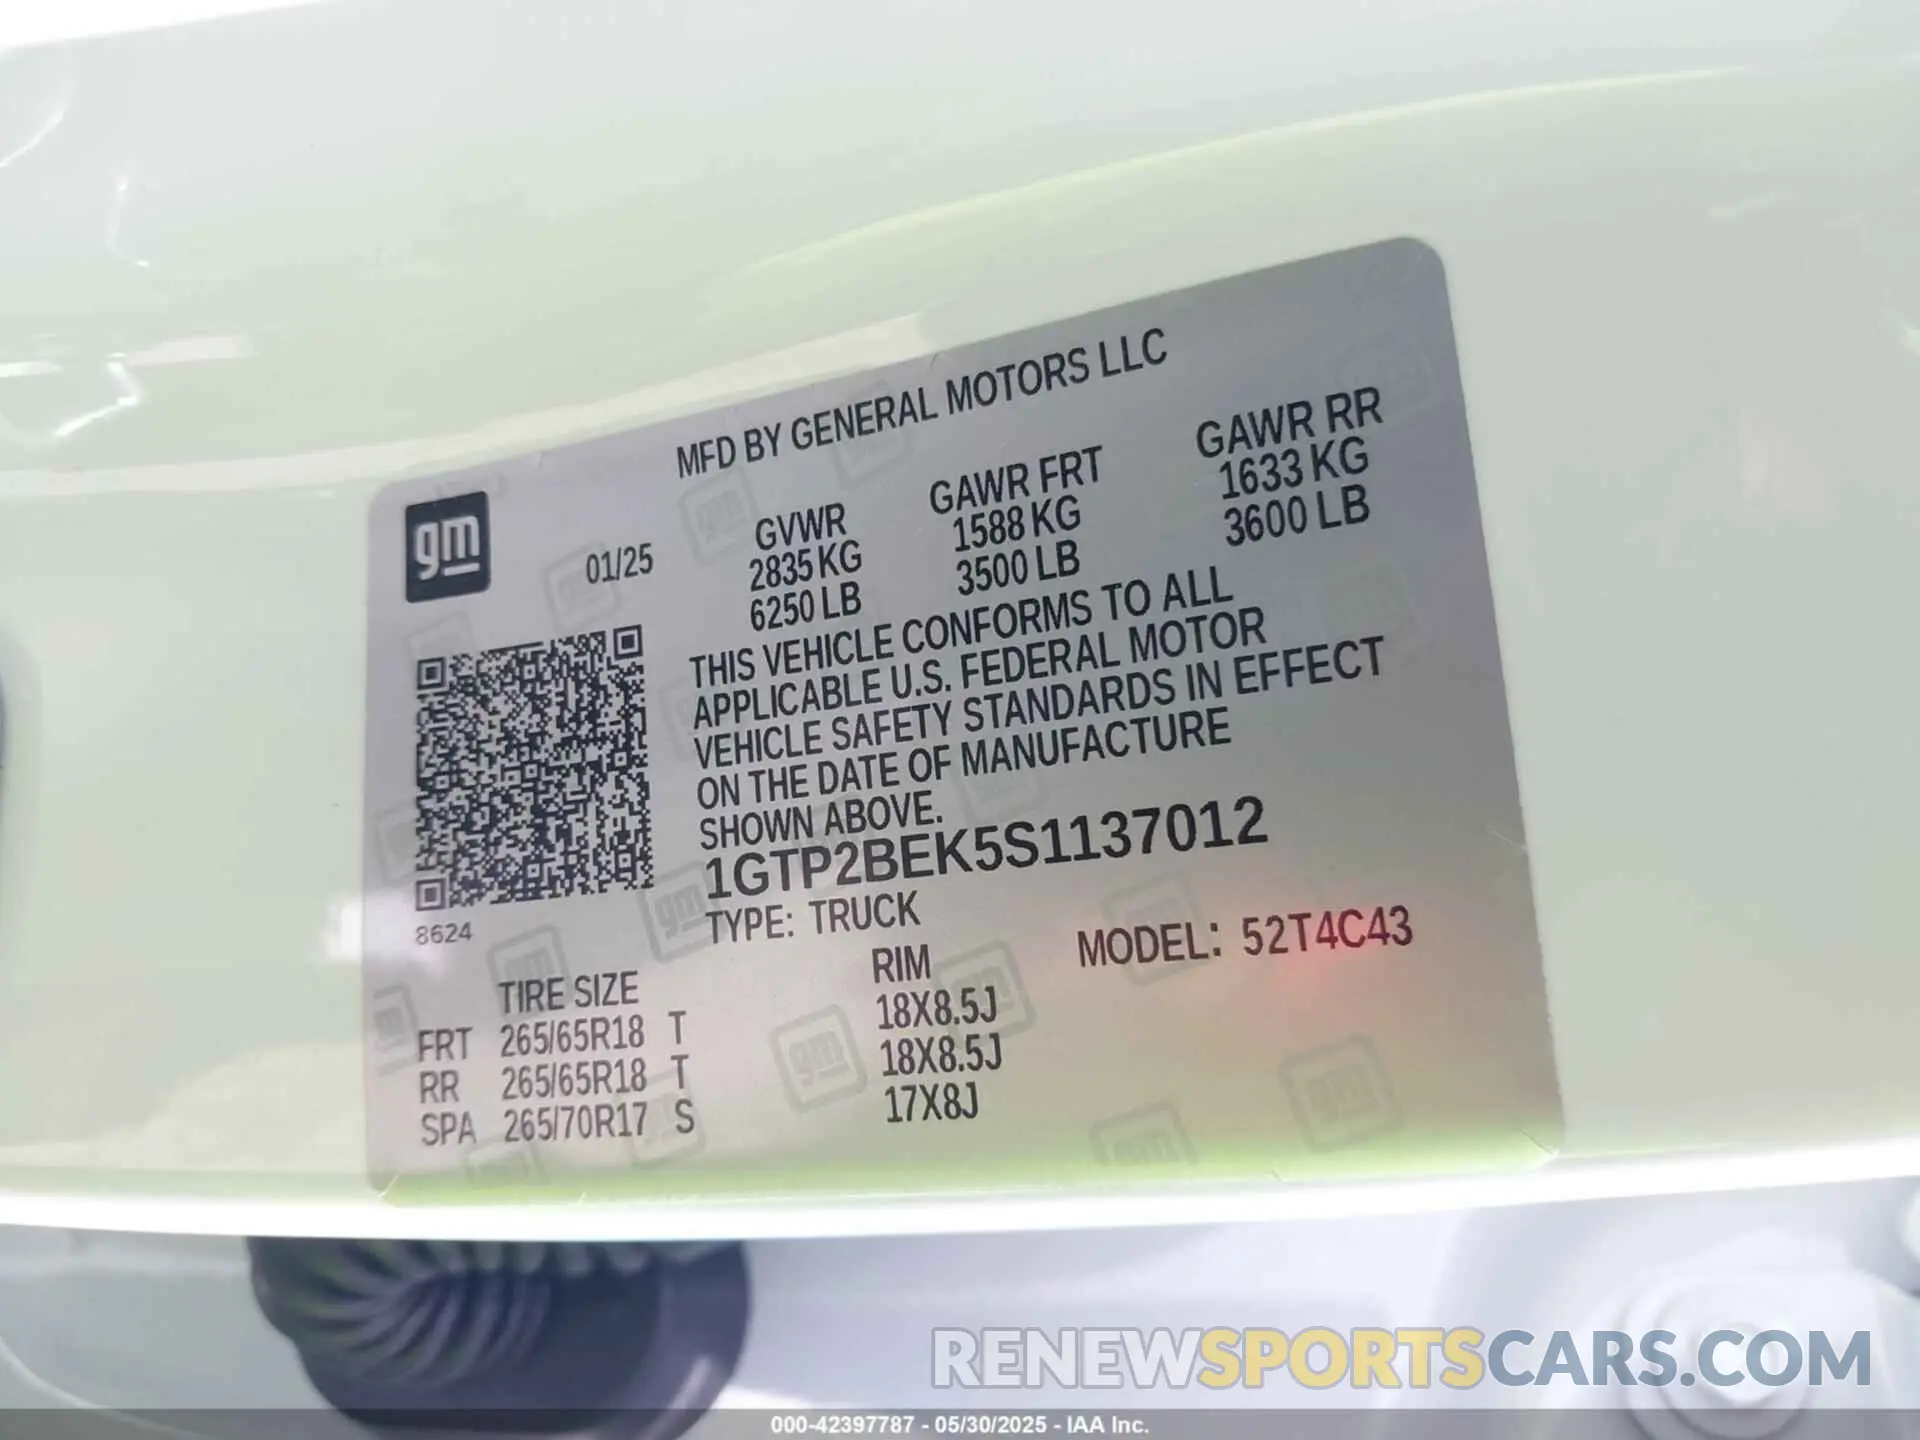 MFD BY GENERAL MOTORS LLC
gm
01/25
GVWR GAWR FRT GAWR RR
2835 KG 1588 KG 1633 KG
6250 LB 3500 LB 3600 LB
THIS VEHICLE CONFORMS TO ALL
APPLICABLE U.S. FEDERAL MOTOR
VEHICLE SAFETY STANDARDS IN EFFECT
ON THE DATE OF MANUFACTURE
SHOWN ABOVE.
1GTP2BEK5S1137012
8624
TYPE: TRUCK MODEL: 52T4C43
TIRE SIZE RIM
FRT 265/65R18 T 18X8.5J
RR 265/65R18 T 18X8.5J
SPA 265/70R17 S 17X8J
RENEWSPORTSCARS.COM
000-42397787 - 05/30/2025 - IAA Inc.